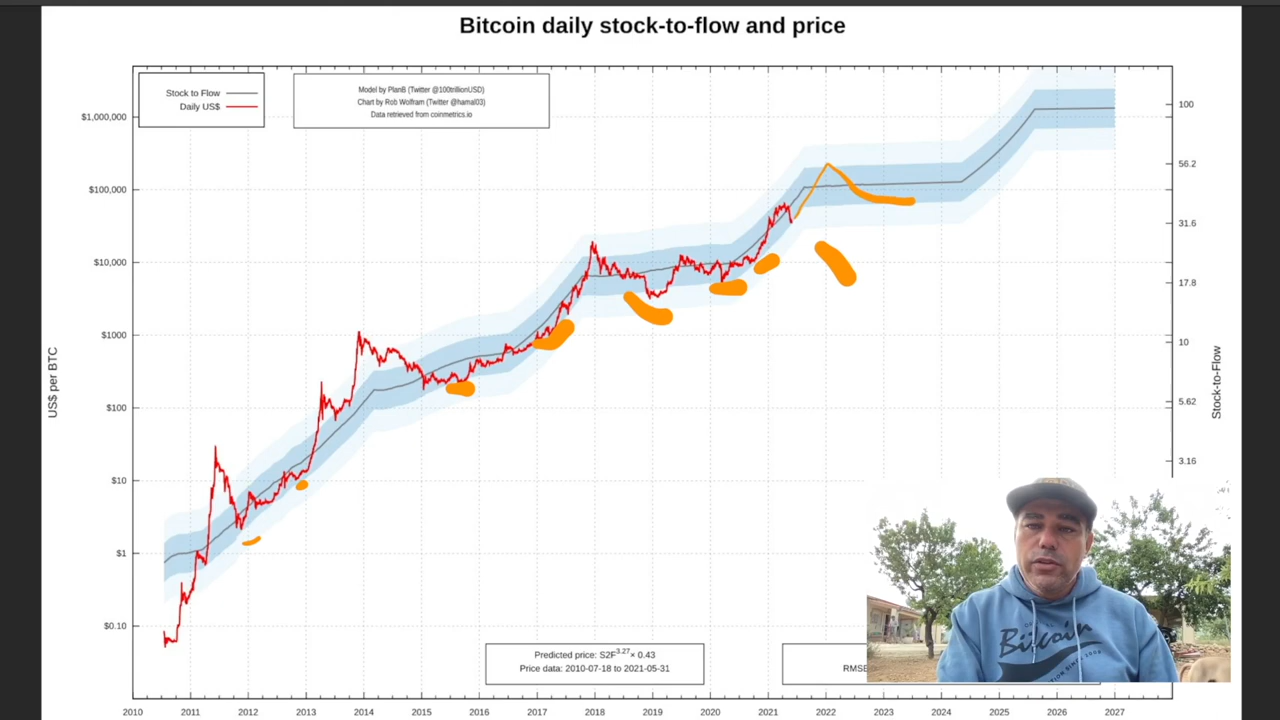 Bitcoin daily stock-to-flow and price
Stock to Flow
Daily US$
Model by PlanB (Twitter @100trillionUSD)
Chart by Rob Wolfram (Twitter @hamal03)
Data retrieved from coinmetrics.io
$1,000,000
$100,000
$10,000
$1000
$100
$10
$1
$0.10
US$ per BTC
100
56.2
31.6
17.8
10
5.62
3.16
Stock-to-Flow
Predicted price: S2F3.27× 0.43
Price data: 2010-07-18 to 2021-05-31
RMSE
Bitcoin
2010 2011 2012 2013 2014 2015 2016 2017 2018 2019 2020 2021 2022 2023 2024 2025 2026 2027